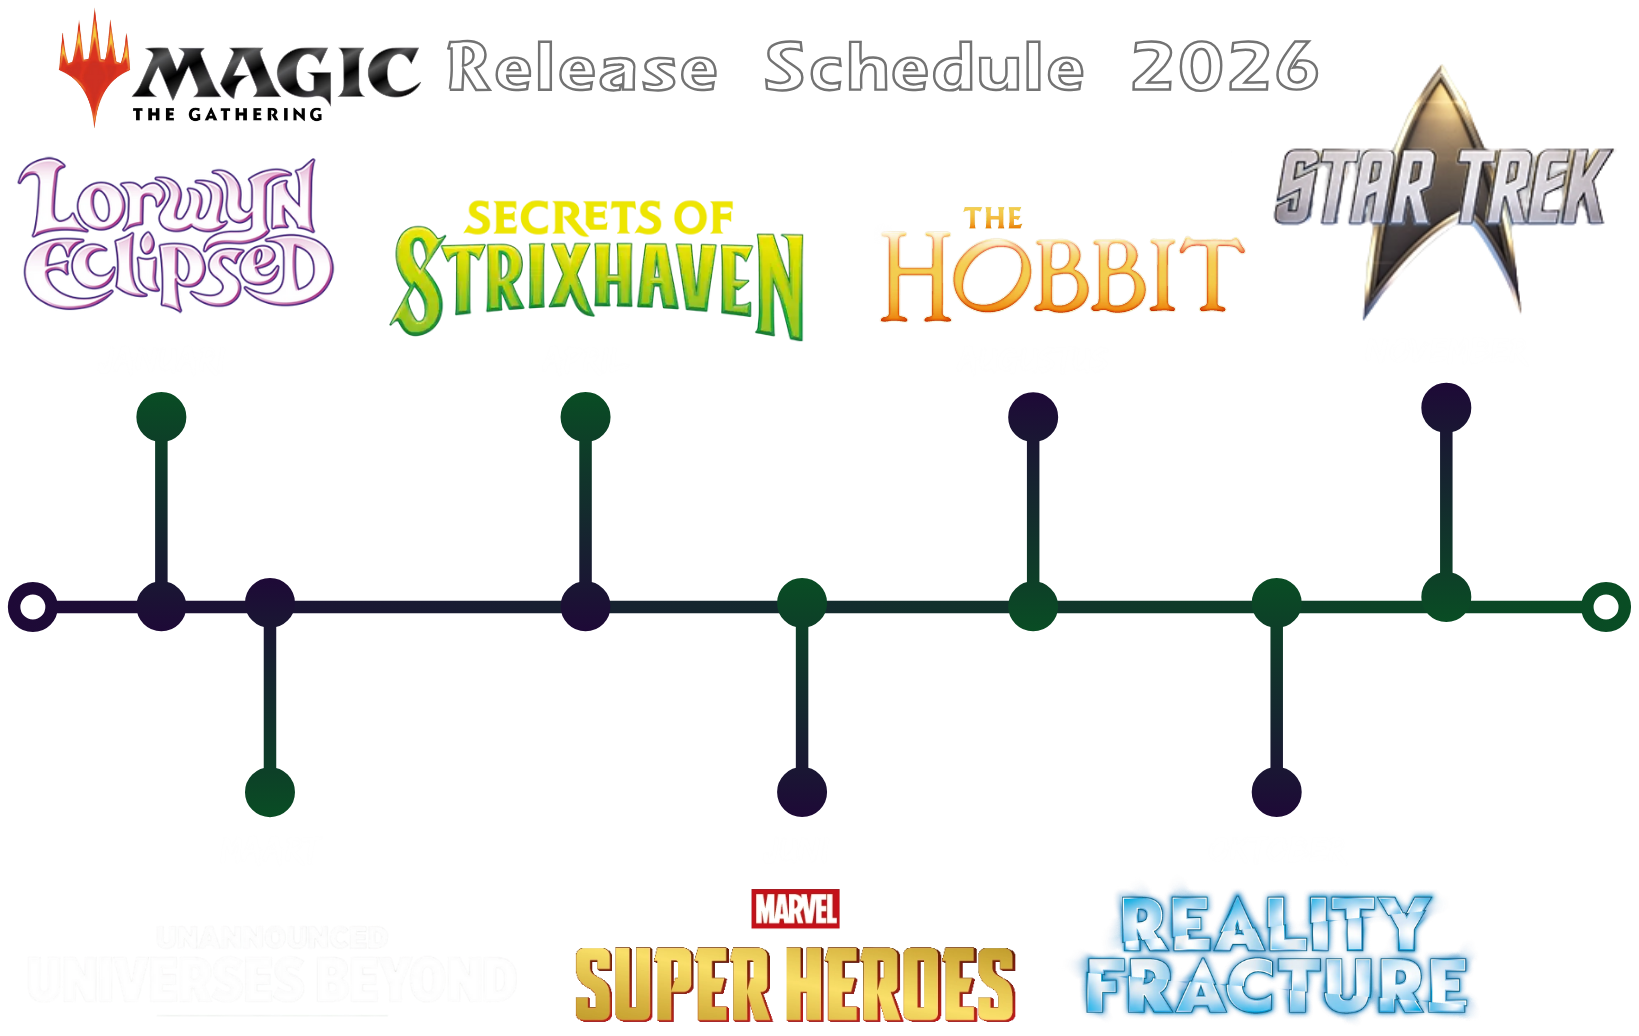 MAGIC
THE GATHERING
Release Schedule 2026
LORWYN
ECLIPSED
SECRETS OF
STRIXHAVEN
THE
HOBBIT
STAR TREK
UNANNOUNCED
UNIVERSES BEYOND
MARVEL
SUPER HEROES
REALITY
FRACTURE